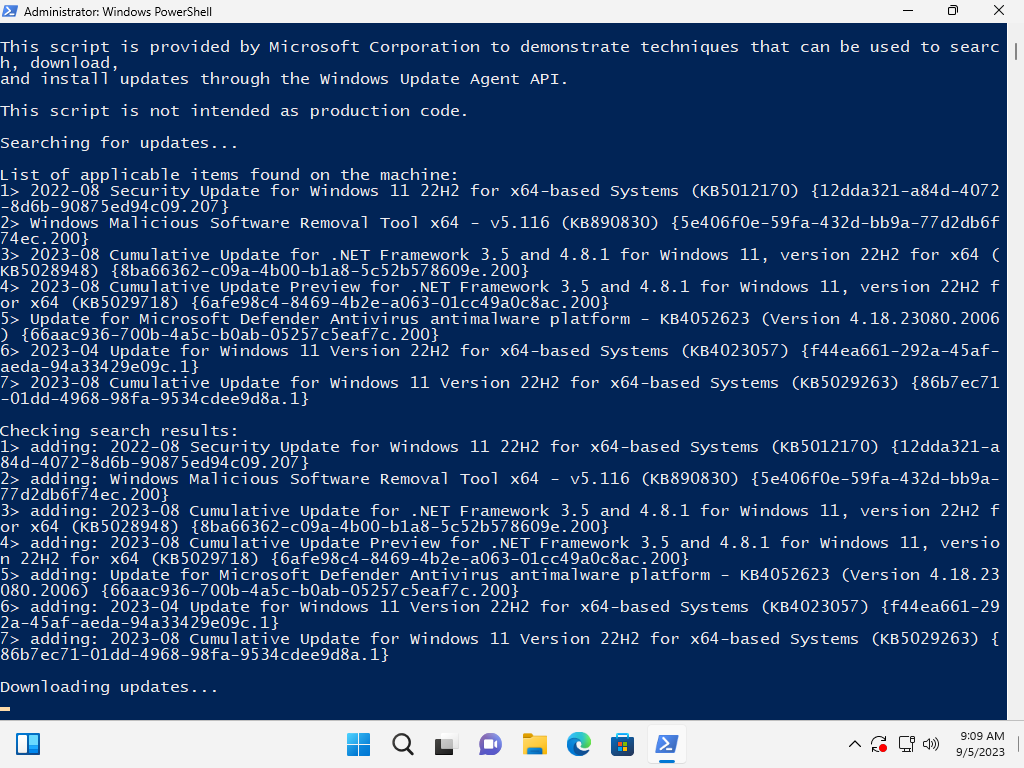 Administrator: Windows PowerShell
This script is provided by Microsoft Corporation to demonstrate techniques that can be used to searc
h, download,
and install updates through the Windows Update Agent API.
This script is not intended as production code.
Searching for updates...
List of applicable items found on the machine:
1> 2022-08 Security Update for Windows 11 22H2 for x64-based Systems (KB5012170) {12dda321-a84d-4072
-8d6b-90875ed94c09.207}
2> Windows Malicious Software Removal Tool x64 - v5.116 (KB890830) {5e406f0e-59fa-432d-bb9a-77d2db6f
74ec.200}
3> 2023-08 Cumulative Update for .NET Framework 3.5 and 4.8.1 for Windows 11, version 22H2 for x64 (
KB5028948) {8ba66362-c09a-4b00-b1a8-5c52b578609e.200}
4> 2023-08 Cumulative Update Preview for .NET Framework 3.5 and 4.8.1 for Windows 11, version 22H2 f
or x64 (KB5029718) {6afe98c4-8469-4b2e-a063-01cc49a0c8ac.200}
5> Update for Microsoft Defender Antivirus antimalware platform - KB4052623 (Version 4.18.23080.2006
) {66aac936-700b-4a5c-b0ab-05257c5eaf7c.200}
6> 2023-04 Update for Windows 11 Version 22H2 for x64-based Systems (KB4023057) {f44ea661-292a-45af-
aeda-94a33429e09c.1}
7> 2023-08 Cumulative Update for Windows 11 Version 22H2 for x64-based Systems (KB5029263) {86b7ec71
-01dd-4968-98fa-9534cdee9d8a.1}
Checking search results:
1> adding: 2022-08 Security Update for Windows 11 22H2 for x64-based Systems (KB5012170) {12dda321-a
84d-4072-8d6b-90875ed94c09.207}
2> adding: Windows Malicious Software Removal Tool x64 - v5.116 (KB890830) {5e406f0e-59fa-432d-bb9a-
77d2db6f74ec.200}
3> adding: 2023-08 Cumulative Update for .NET Framework 3.5 and 4.8.1 for Windows 11, version 22H2 f
or x64 (KB5028948) {8ba66362-c09a-4b00-b1a8-5c52b578609e.200}
4> adding: 2023-08 Cumulative Update Preview for .NET Framework 3.5 and 4.8.1 for Windows 11, versio
n 22H2 for x64 (KB5029718) {6afe98c4-8469-4b2e-a063-01cc49a0c8ac.200}
5> adding: Update for Microsoft Defender Antivirus antimalware platform - KB4052623 (Version 4.18.23
080.2006) {66aac936-700b-4a5c-b0ab-05257c5eaf7c.200}
6> adding: 2023-04 Update for Windows 11 Version 22H2 for x64-based Systems (KB4023057) {f44ea661-29
2a-45af-aeda-94a33429e09c.1}
7> adding: 2023-08 Cumulative Update for Windows 11 Version 22H2 for x64-based Systems (KB5029263) {
86b7ec71-01dd-4968-98fa-9534cdee9d8a.1}
Downloading updates...
9:09 AM
9/5/2023